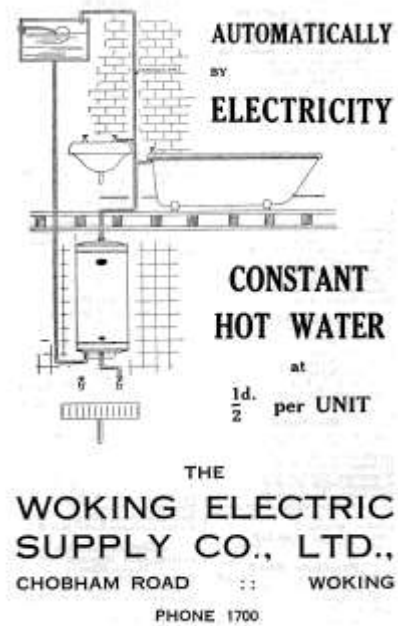 AUTOMATICALLY
BY
ELECTRICITY
CONSTANT
HOT WATER
at
½d. per UNIT
THE
WOKING ELECTRIC
SUPPLY CO., LTD.,
CHOBHAM ROAD :: WOKING
PHONE 1700